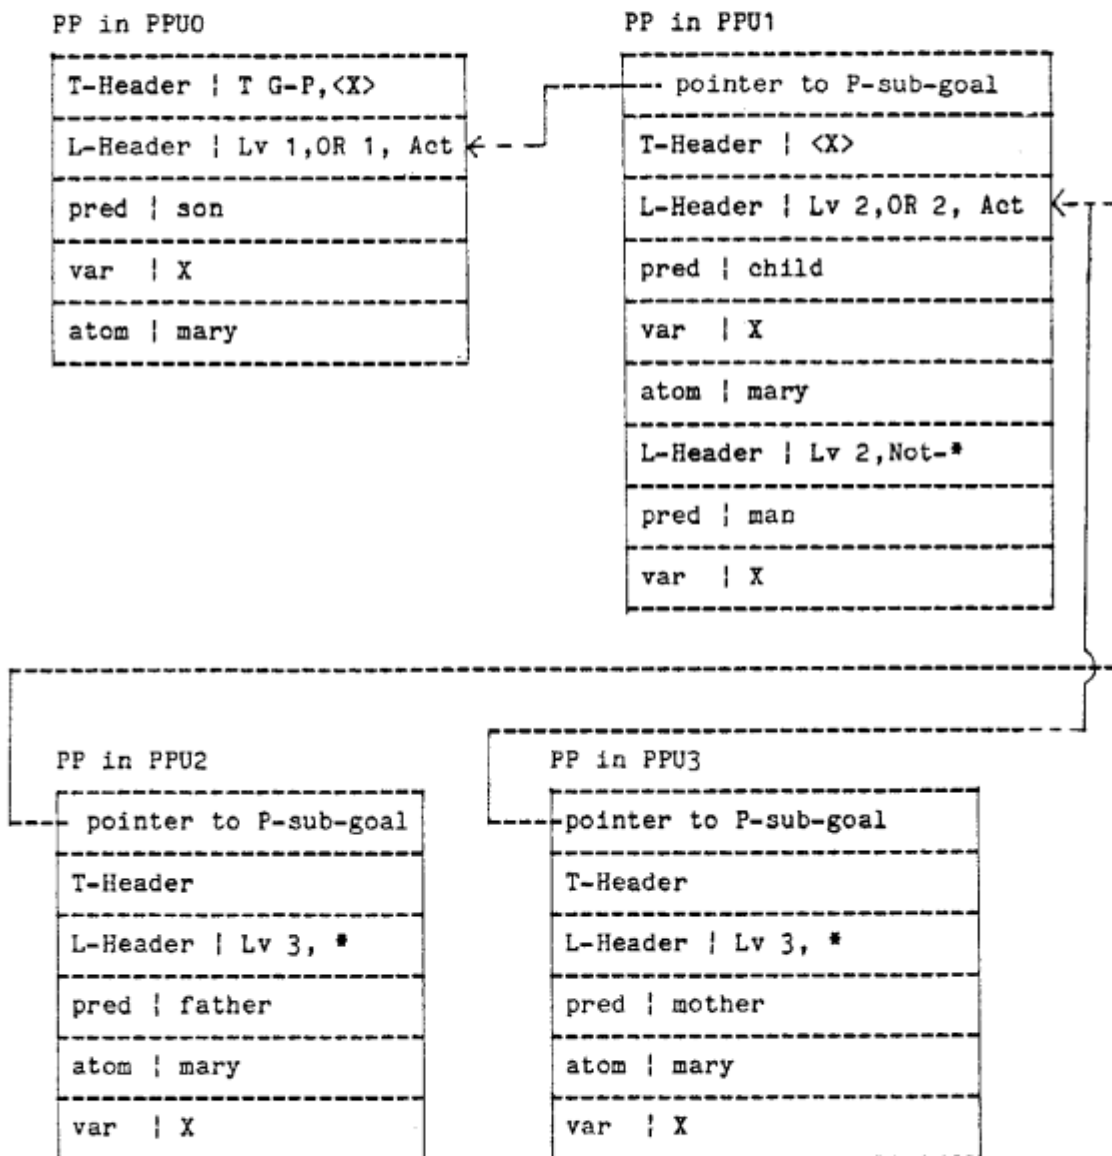 PP in PPU0
T-Header | T G-P,<X>
L-Header | Lv 1,OR 1, Act
pred | son
var | X
atom | mary
PP in PPU1
pointer to P-sub-goal
T-Header | <X>
L-Header | Lv 2,OR 2, Act
pred | child
var | X
atom | mary
L-Header | Lv 2,Not-*
pred | man
var | X
PP in PPU2
pointer to P-sub-goal
T-Header
L-Header | Lv 3, *
pred | father
atom | mary
var | X
PP in PPU3
pointer to P-sub-goal
T-Header
L-Header | Lv 3, *
pred | mother
atom | mary
var | X